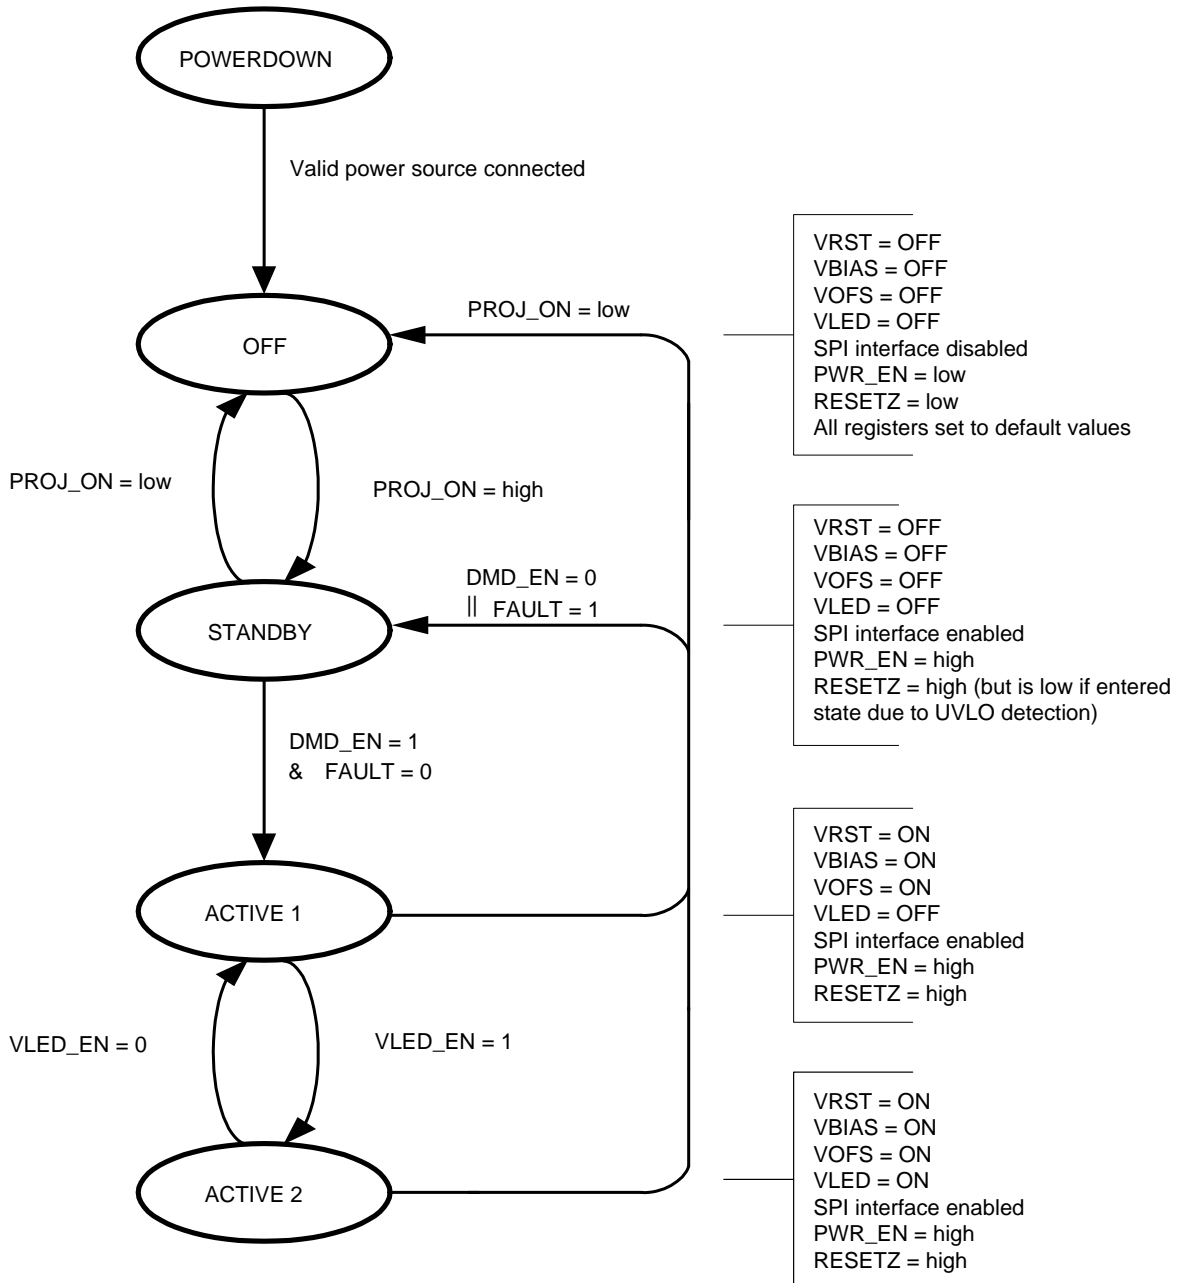 POWERDOWN
Valid power source connected
OFF
PROJ_ON = low
VRST = OFF
VBIAS = OFF
VOFS = OFF
VLED = OFF
SPI interface disabled
PWR_EN = low
RESETZ = low
All registers set to default values
PROJ_ON = low
PROJ_ON = high
STANDBY
DMD_EN = 0
|| FAULT = 1
VRST = OFF
VBIAS = OFF
VOFS = OFF
VLED = OFF
SPI interface enabled
PWR_EN = high
RESETZ = high (but is low if entered
state due to UVLO detection)
DMD_EN = 1
& FAULT = 0
ACTIVE 1
VRST = ON
VBIAS = ON
VOFS = ON
VLED = OFF
SPI interface enabled
PWR_EN = high
RESETZ = high
VLED_EN = 0
VLED_EN = 1
ACTIVE 2
VRST = ON
VBIAS = ON
VOFS = ON
VLED = ON
SPI interface enabled
PWR_EN = high
RESETZ = high